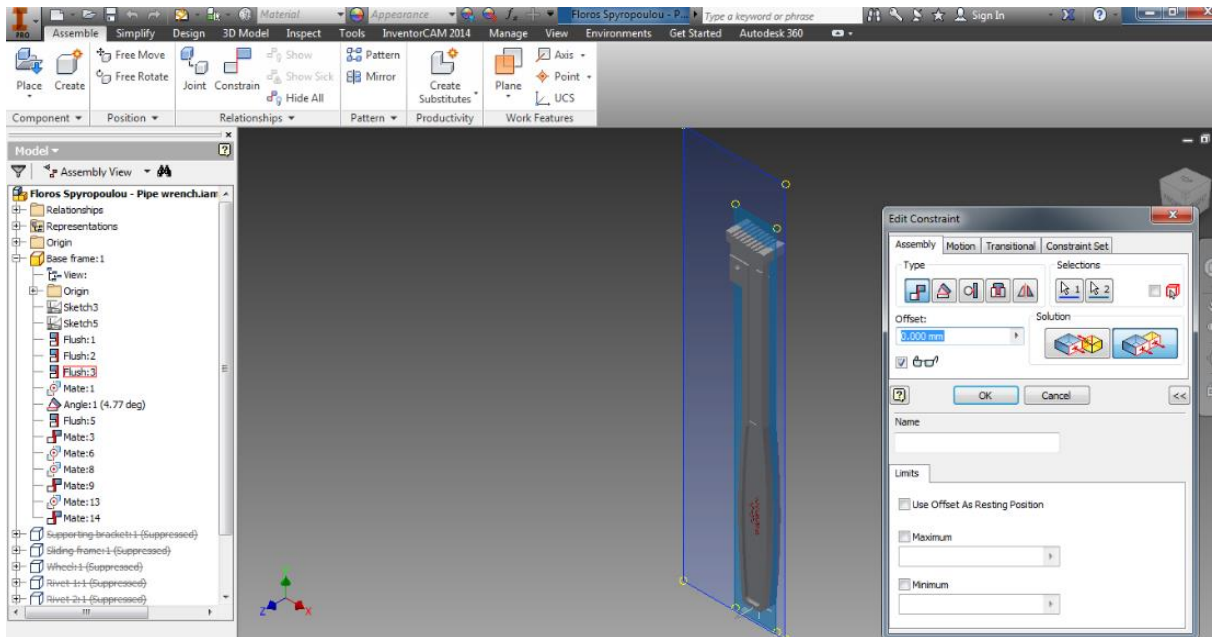 PRO
Material
Appearance
Floros Spyropoulou - P...
Type a keyword or phrase
Sign In
Assemble Simplify Design 3D Model Inspect Tools InventorCAM 2014 Manage View Environments Get Started Autodesk 360
Place
Create
Free Move
Free Rotate
Joint
Constrain
Show
Show Sick
Hide All
Pattern
Mirror
Create
Substitutes
Plane
Axis
Point
UCS
Component
Position
Relationships
Pattern
Productivity
Work Features
Model
Assembly View
Floros Spyropoulou - Pipe wrench.iam
Relationships
Representations
Origin
Base frame:1
View:
Origin
Sketch3
Sketch5
Flush:1
Flush:2
Flush:3
Mate:1
Angle:1 (4.77 deg)
Flush:5
Mate:3
Mate:6
Mate:8
Mate:9
Mate:13
Mate:14
Supporting bracket:1 (Suppressed)
Sliding frame:1 (Suppressed)
Wheel:1 (Suppressed)
Rivet 1:1 (Suppressed)
Rivet 2:1 (Suppressed)
Z
X
Edit Constraint
Assembly Motion Transitional Constraint Set
Type
Selections
1
2
Offset:
0.000 mm
Solution
OK
Cancel
<<
Name
Limits
Use Offset As Resting Position
Maximum
Minimum